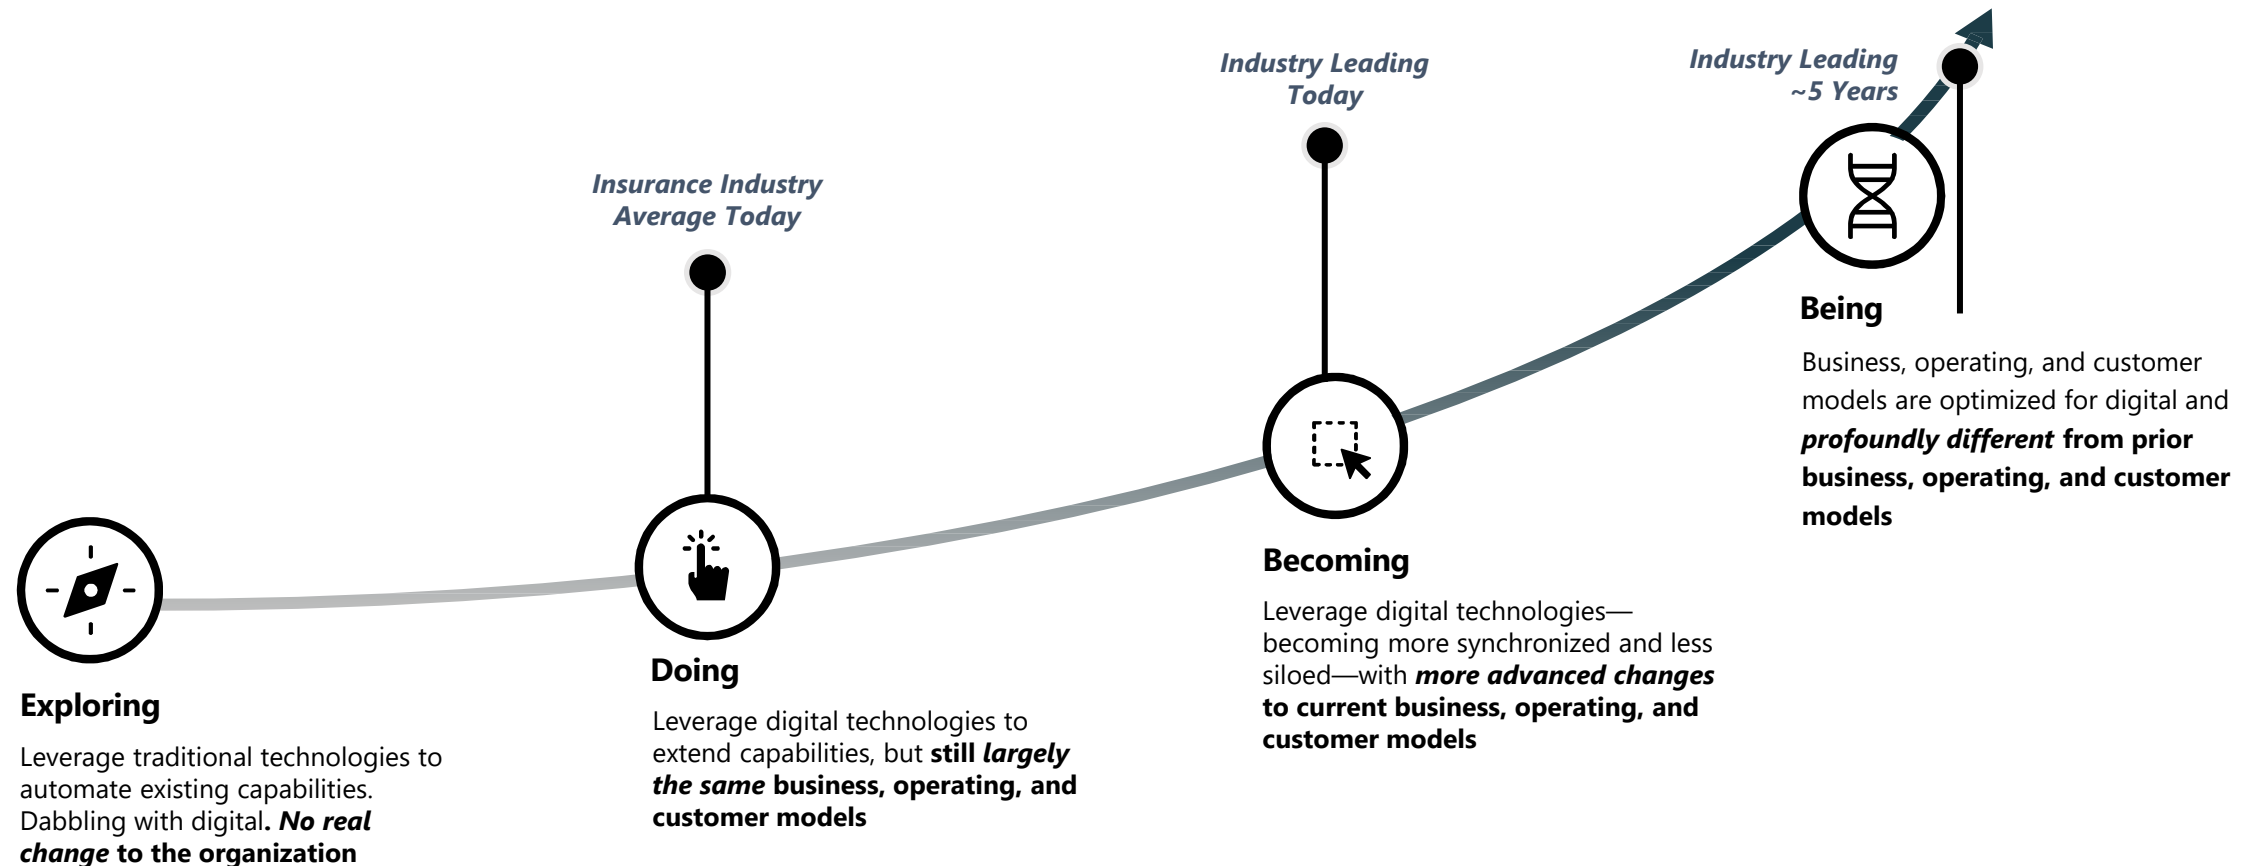 Industry Leading
~5 Years
Industry Leading
Today
Insurance Industry
Average Today
Exploring
Leverage traditional technologies to
automate existing capabilities.
Dabbling with digital. No real
change to the organization
Doing
Leverage digital technologies to
extend capabilities, but still largely
the same business, operating, and
customer models
Becoming
Leverage digital technologies—
becoming more synchronized and less
siloed—with more advanced changes
to current business, operating, and
customer models
Being
Business, operating, and customer
models are optimized for digital and
profoundly different from prior
business, operating, and customer
models